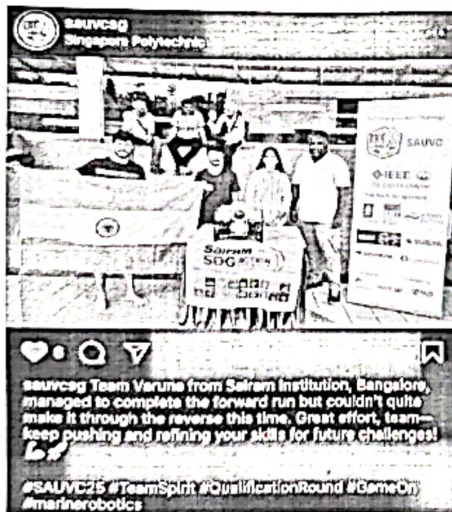 sauvcsg
Singapore Polytechnic
SAUVC
IEEE
Sairam
SDG ACTION
6
sauvcsg Team Varuna from Sairam Institution, Bangalore,
managed to complete the forward run but couldn't quite
make it through the reverse this time. Great effort, team—
keep pushing and refining your skills for future challenges!
#SAUVC25 #TeamSpirit #QualificationRound #GameOn
#marinerobotics